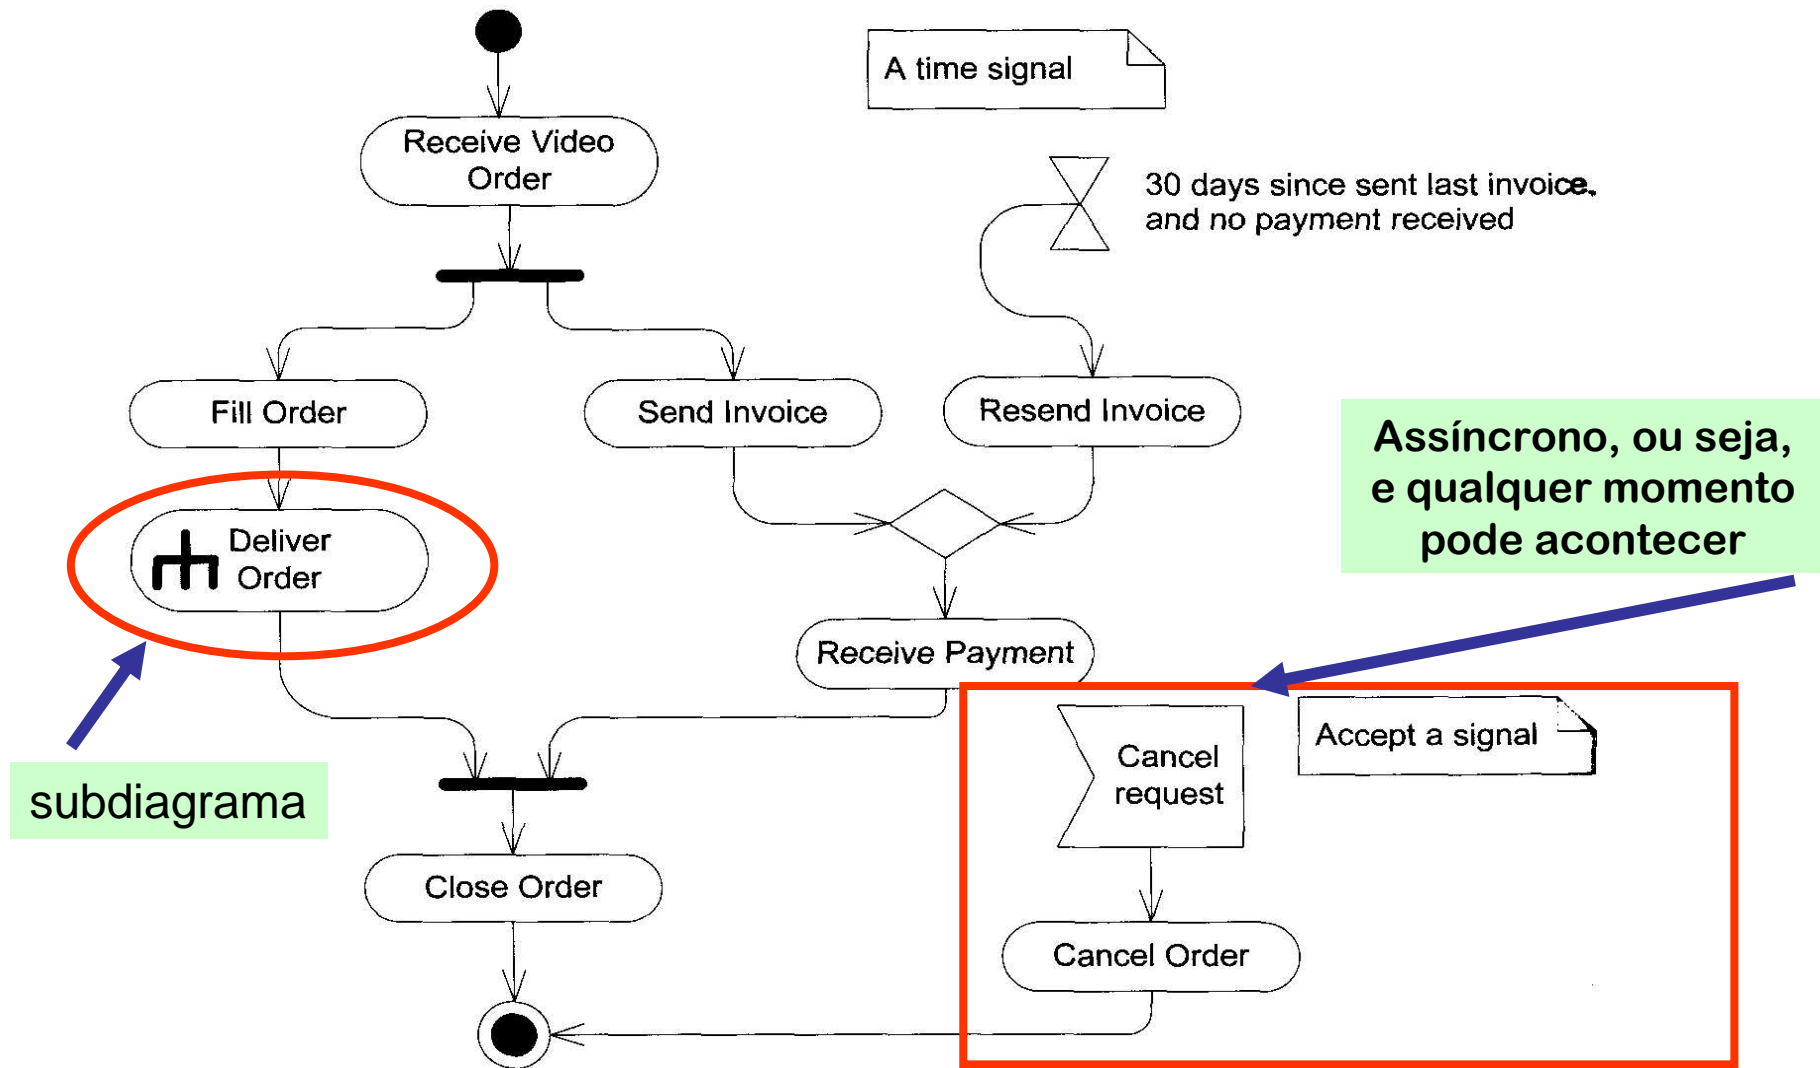 A time signal
Receive Video
Order
30 days since sent last invoice,
and no payment received
Fill Order
Send Invoice
Resend Invoice
Assíncrono, ou seja,
e qualquer momento
pode acontecer
Deliver
Order
Receive Payment
Cancel
request
Accept a signal
subdiagrama
Close Order
Cancel Order